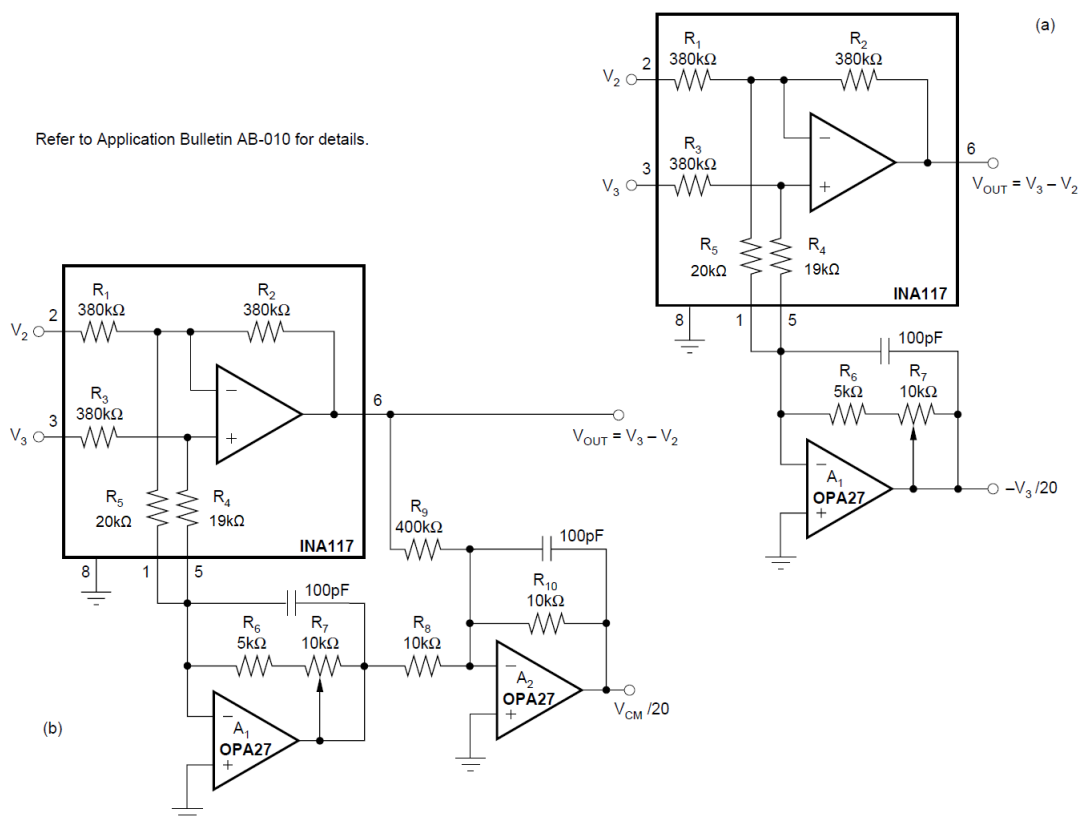 (a)
R1
380kΩ
R2
380kΩ
2
V2
R3
380kΩ
3
V3
−
+
6
VOUT = V3 – V2
R5
20kΩ
R4
19kΩ
INA117
8
1
5
100pF
R6
5kΩ
R7
10kΩ
−
A1
OPA27
+
–V3 /20
Refer to Application Bulletin AB-010 for details.
R1
380kΩ
R2
380kΩ
2
V2
R3
380kΩ
3
V3
−
+
6
VOUT = V3 – V2
R5
20kΩ
R4
19kΩ
INA117
8
1
5
R9
400kΩ
100pF
100pF
R6
5kΩ
R7
10kΩ
R8
10kΩ
R10
10kΩ
−
A1
OPA27
+
−
A2
OPA27
+
VCM /20
(b)